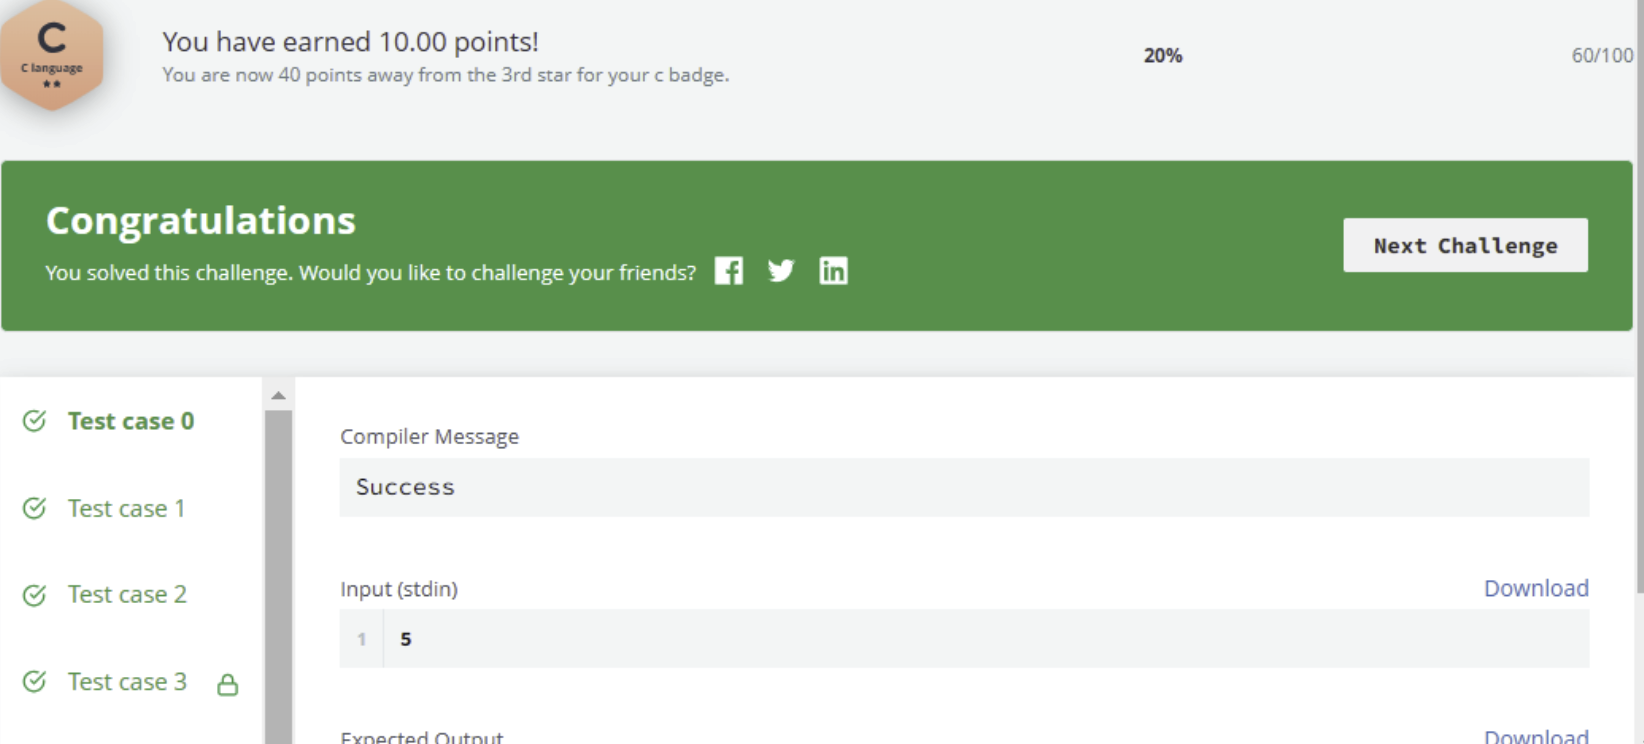 C
C language
You have earned 10.00 points!
You are now 40 points away from the 3rd star for your c badge.
20%
60/100
Congratulations
You solved this challenge. Would you like to challenge your friends?
Next Challenge
Test case 0
Test case 1
Test case 2
Test case 3
Compiler Message
Success
Input (stdin)
Download
1
5
Expected Output
Download